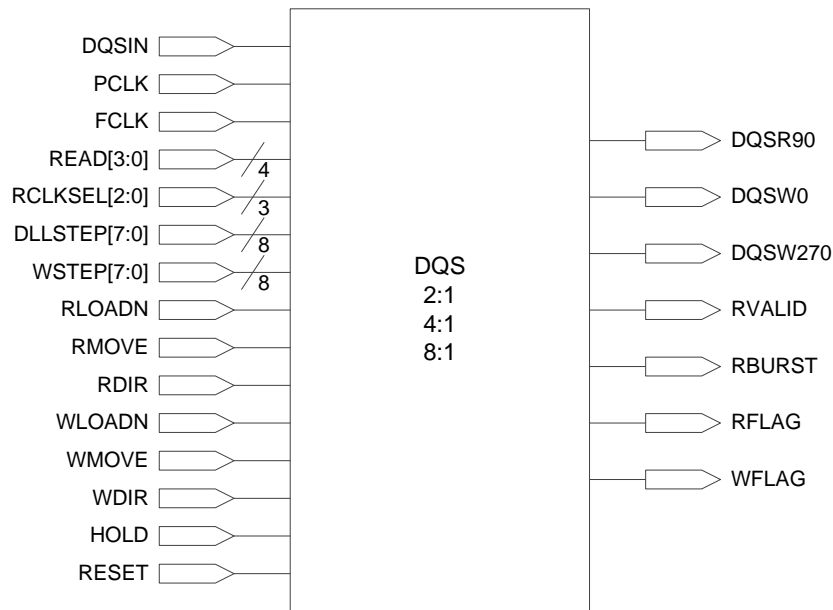 DQSIN
PCLK
FCLK
READ[3:0]
4
RCLKSEL[2:0]
3
DLLSTEP[7:0]
8
WSTEP[7:0]
8
RLOADN
RMOVE
RDIR
WLOADN
WMOVE
WDIR
HOLD
RESET
DQS
2:1
4:1
8:1
DQSR90
DQSW0
DQSW270
RVALID
RBURST
RFLAG
WFLAG